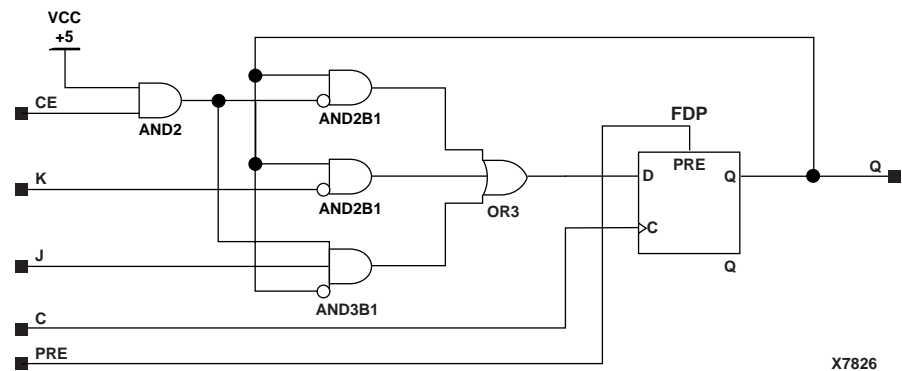 VCC
+5
CE
AND2
AND2B1
K
AND2B1
J
AND3B1
OR3
FDP
PRE
D
Q
C
Q
Q
C
PRE
X7826